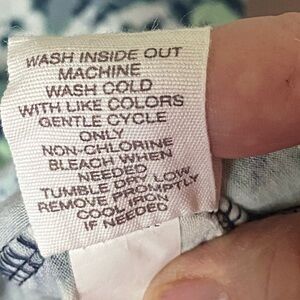 WASH INSIDE OUT
MACHINE
WASH COLD
WITH LIKE COLORS
GENTLE CYCLE
ONLY
NON-CHLORINE
BLEACH WHEN
NEEDED
TUMBLE DRY LOW
REMOVE PROMPTLY
COOL IRON
IF NEEDED